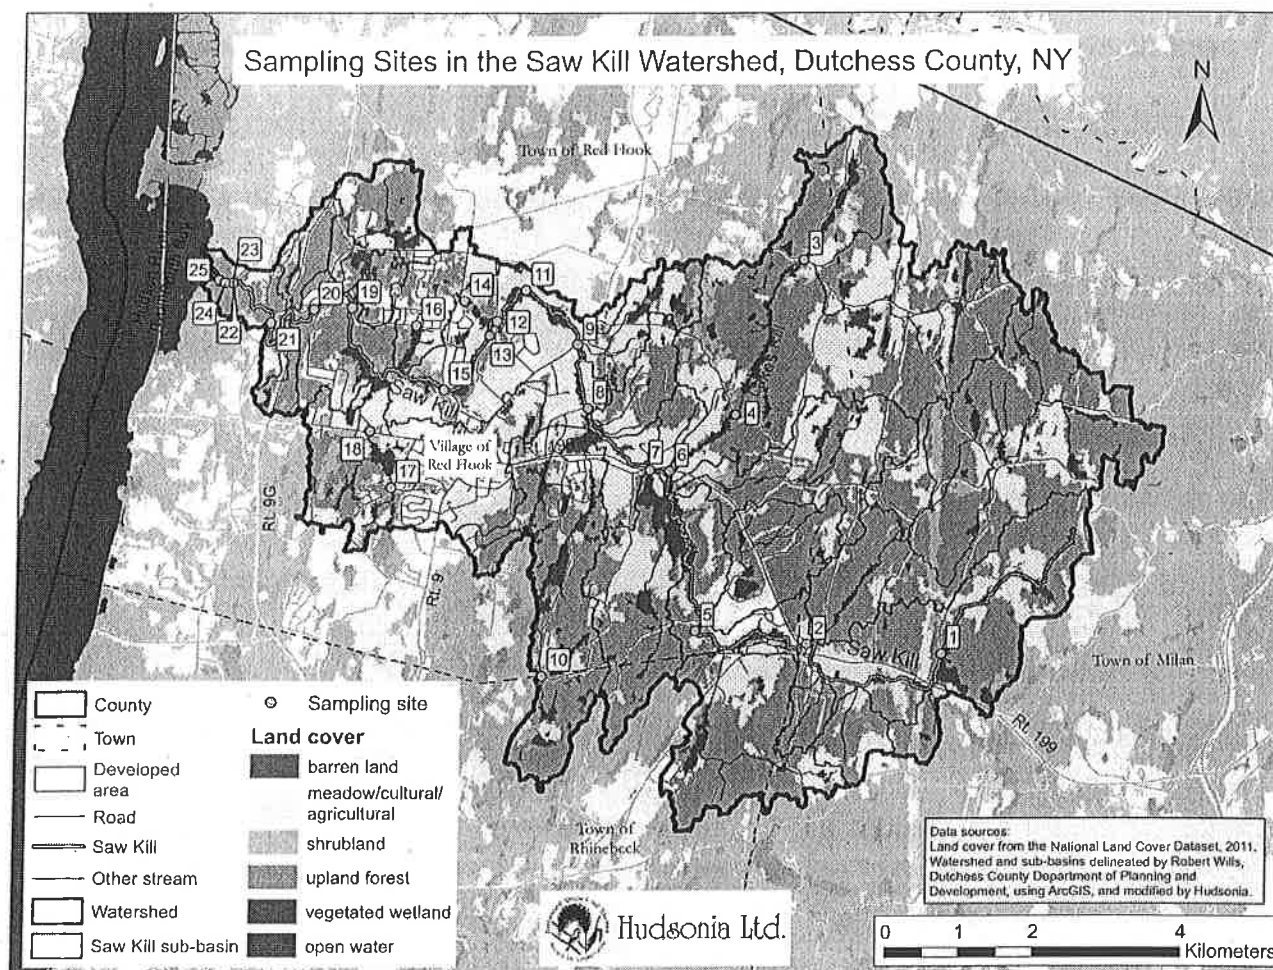 Sampling Sites in the Saw Kill Watershed, Dutchess County, NY
N
Town of Red Hook
3
23
25
11
14
20
19
24
16
12
9
22
21
13
15
8
Saw Kill
4
18
Village of
Red Hook
7
6
17
Rt. 9G
Rt. 9
5
2
1
Saw Kill
10
Town of Milan
Rt. 199
Town of
Rhinebeck
County
Town
Developed
area
Road
Saw Kill
Other stream
Watershed
Saw Kill sub-basin
Sampling site
Land cover
barren land
meadow/cultural/
agricultural
shrubland
upland forest
vegetated wetland
open water
Hudsonia Ltd.
Data sources:
Land cover from the National Land Cover Dataset, 2011.
Watershed and sub-basins delineated by Robert Wills,
Dutchess County Department of Planning and
Development, using ArcGIS, and modified by Hudsonia.
0 1 2 4
Kilometers